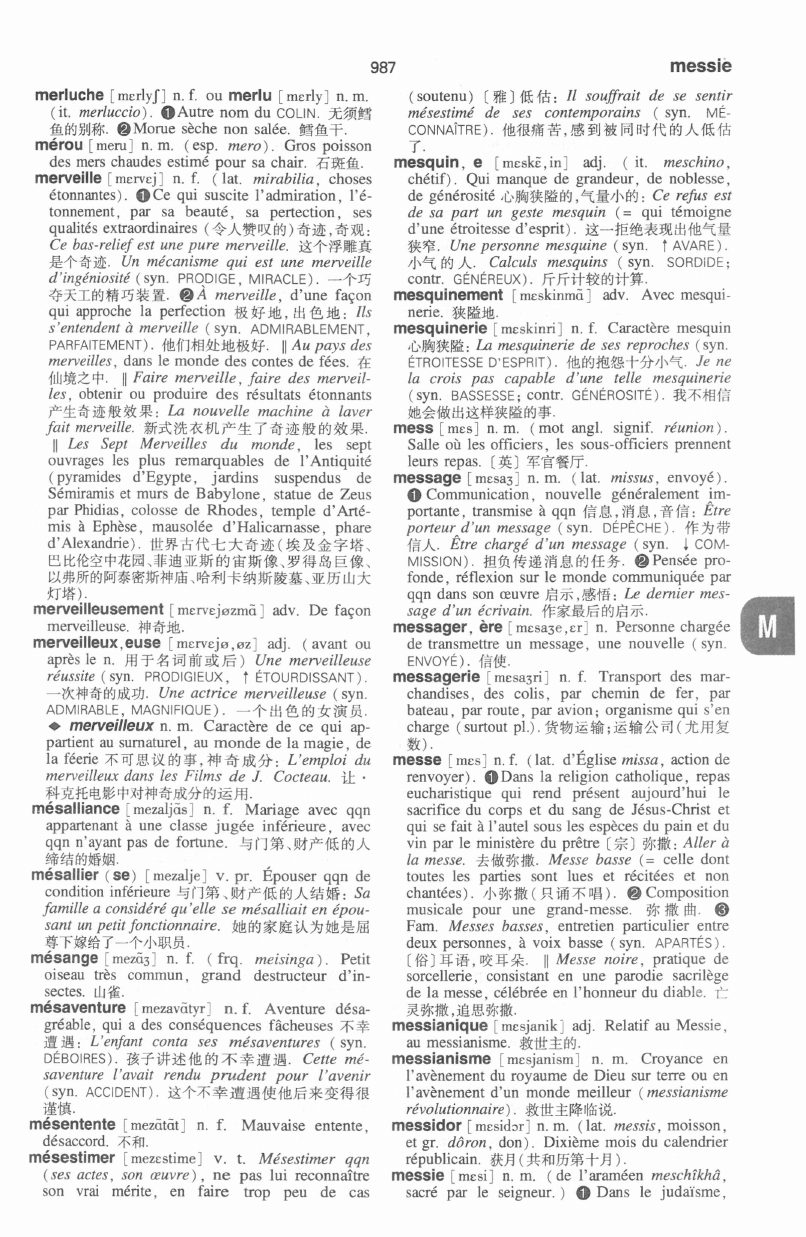 987
messie
merluche [mɛrlyʃ] n. f. ou merlu [mɛrly] n. m.
(it. merluccio). ❶Autre nom du COLIN. 无须鳕
鱼的别称. ❷Morue sèche non salée. 鳕鱼干.
mérou [meru] n. m. (esp. mero). Gros poisson
des mers chaudes estimé pour sa chair. 石斑鱼.
merveille [mɛrvɛj] n. f. (lat. mirabilia, choses
étonnantes). ❶Ce qui suscite l'admiration, l'é-
tonnement, par sa beauté, sa pertection, ses
qualités extraordinaires (令人赞叹的)奇迹,奇观:
Ce bas-relief est une pure merveille. 这个浮雕真
是个奇迹. Un mécanisme qui est une merveille
d'ingéniosité (syn. PRODIGE, MIRACLE). 一个巧
夺天工的精巧装置. ❷À merveille, d'une façon
qui approche la perfection 极好地,出色地: Ils
s'entendent à merveille (syn. ADMIRABLEMENT,
PARFAITEMENT). 他们相处地极好. ‖ Au pays des
merveilles, dans le monde des contes de fées. 在
仙境之中. ‖ Faire merveille, faire des merveil-
les, obtenir ou produire des résultats étonnants
产生奇迹般效果: La nouvelle machine à laver
fait merveille. 新式洗衣机产生了奇迹般的效果.
‖ Les Sept Merveilles du monde, les sept
ouvrages les plus remarquables de l'Antiquité
(pyramides d'Egypte, jardins suspendus de
Sémiramis et murs de Babylone, statue de Zeus
par Phidias, colosse de Rhodes, temple d'Arté-
mis à Ephèse, mausolée d'Halicarnasse, phare
d'Alexandrie). 世界古代七大奇迹(埃及金字塔、
巴比伦空中花园、菲迪亚斯的宙斯像、罗得岛巨像、
以弗所的阿泰密斯神庙、哈利卡纳斯陵墓、亚历山大
灯塔).
merveilleusement [mɛrvɛjøzmã] adv. De façon
merveilleuse. 神奇地.
merveilleux, euse [mɛrvɛjø,øz] adj. (avant ou
après le n. 用于名词前或后) Une merveilleuse
réussite (syn. PRODIGIEUX, ↑ ÉTOURDISSANT).
一次神奇的成功. Une actrice merveilleuse (syn.
ADMIRABLE, MAGNIFIQUE). 一个出色的女演员.
◆ merveilleux n. m. Caractère de ce qui ap-
partient au surnaturel, au monde de la magie, de
la féerie 不可思议的事,神奇成分: L'emploi du
merveilleux dans les Films de J. Cocteau. 让·
科克托电影中对神奇成分的运用.
mésalliance [mezaljãs] n. f. Mariage avec qqn
appartenant à une classe jugée inférieure, avec
qqn n'ayant pas de fortune. 与门第、财产低的人
缔结的婚姻.
mésallier (se) [mezalje] v. pr. Épouser qqn de
condition inférieure 与门第、财产低的人结婚: Sa
famille a considéré qu'elle se mésalliait en épou-
sant un petit fonctionnaire. 她的家庭认为她是屈
尊下嫁给了一个小职员.
mésange [mezãʒ] n. f. (frq. meisinga). Petit
oiseau très commun, grand destructeur d'in-
sectes. 山雀.
mésaventure [mezavãtyr] n. f. Aventure désa-
gréable, qui a des conséquences fâcheuses 不幸
遭遇: L'enfant conta ses mésaventures (syn.
DÉBOIRES). 孩子讲述他的不幸遭遇. Cette mé-
saventure l'avait rendu prudent pour l'avenir
(syn. ACCIDENT). 这个不幸遭遇使他后来变得很
谨慎.
mésentente [mezãtãt] n. f. Mauvaise entente,
désaccord. 不和.
mésestimer [mezɛstime] v. t. Mésestimer qqn
(ses actes, son œuvre), ne pas lui reconnaître
son vrai mérite, en faire trop peu de cas
(soutenu) 〔雅〕低估: Il souffrait de se sentir
mésestimé de ses contemporains (syn. MÉ-
CONNAÎTRE). 他很痛苦,感到被同时代的人低估
了.
mesquin, e [mɛskɛ̃,in] adj. (it. meschino,
chétif). Qui manque de grandeur, de noblesse,
de générosité 心胸狭隘的,气量小的: Ce refus est
de sa part un geste mesquin (= qui témoigne
d'une étroitesse d'esprit). 这一拒绝表现出他气量
狭窄. Une personne mesquine (syn. ↑ AVARE).
小气的人. Calculs mesquins (syn. SORDIDE;
contr. GÉNÉREUX). 斤斤计较的计算.
mesquinement [mɛskinmã] adv. Avec mesqui-
nerie. 狭隘地.
mesquinerie [mɛskinri] n. f. Caractère mesquin
心胸狭隘: La mesquinerie de ses reproches (syn.
ÉTROITESSE D'ESPRIT). 他的抱怨十分小气. Je ne
la crois pas capable d'une telle mesquinerie
(syn. BASSESSE; contr. GÉNÉROSITÉ). 我不相信
她会做出这样狭隘的事.
mess [mɛs] n. m. (mot angl. signif. réunion).
Salle où les officiers, les sous-officiers prennent
leurs repas. 〔英〕军官餐厅.
message [mɛsaʒ] n. m. (lat. missus, envoyé).
❶ Communication, nouvelle généralement im-
portante, transmise à qqn 信息,消息,音信: Être
porteur d'un message (syn. DÉPÊCHE). 作为带
信人. Être chargé d'un message (syn. ↓ COM-
MISSION). 担负传递消息的任务. ❷Pensée pro-
fonde, réflexion sur le monde communiquée par
qqn dans son œuvre 启示,感悟: Le dernier mes-
sage d'un écrivain. 作家最后的启示.
messager, ère [mɛsaʒe,ɛr] n. Personne chargée
de transmettre un message, une nouvelle (syn.
ENVOYÉ). 信使.
messagerie [mɛsaʒri] n. f. Transport des mar-
chandises, des colis, par chemin de fer, par
bateau, par route, par avion; organisme qui s'en
charge (surtout pl.). 货物运输;运输公司(尤用复
数).
messe [mɛs] n. f. (lat. d'Église missa, action de
renvoyer). ❶Dans la religion catholique, repas
eucharistique qui rend présent aujourd'hui le
sacrifice du corps et du sang de Jésus-Christ et
qui se fait à l'autel sous les espèces du pain et du
vin par le ministère du prêtre〔宗〕弥撒: Aller à
la messe. 去做弥撒. Messe basse (= celle dont
toutes les parties sont lues et récitées et non
chantées). 小弥撒(只诵不唱). ❷ Composition
musicale pour une grand-messe. 弥撒曲. ❸
Fam. Messes basses, entretien particulier entre
deux personnes, à voix basse (syn. APARTÉS).
〔俗〕耳语,咬耳朵. ‖ Messe noire, pratique de
sorcellerie, consistant en une parodie sacrilège
de la messe, célébrée en l'honneur du diable. 亡
灵弥撒,追思弥撒.
messianique [mɛsjanik] adj. Relatif au Messie,
au messianisme. 救世主的.
messianisme [mɛsjanism] n. m. Croyance en
l'avènement du royaume de Dieu sur terre ou en
l'avènement d'un monde meilleur (messianisme
révolutionnaire). 救世主降临说.
messidor [mɛsidɔr] n. m. (lat. messis, moisson,
et gr. dôron, don). Dixième mois du calendrier
républicain. 获月(共和历第十月).
messie [mɛsi] n. m. (de l'araméen meschîkhâ,
sacré par le seigneur.) ❶ Dans le judaïsme,
M